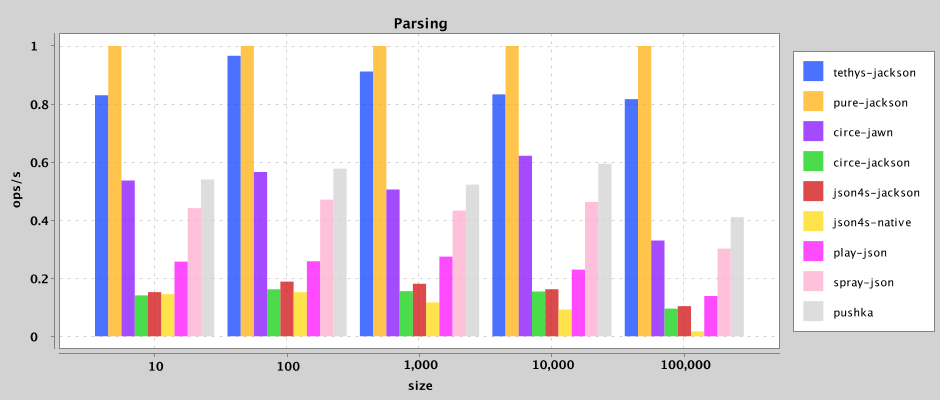 Parsing
ops/s
1
0.8
0.6
0.4
0.2
0
10
100
1,000
10,000
100,000
size
tethys-jackson
pure-jackson
circe-jawn
circe-jackson
json4s-jackson
json4s-native
play-json
spray-json
pushka